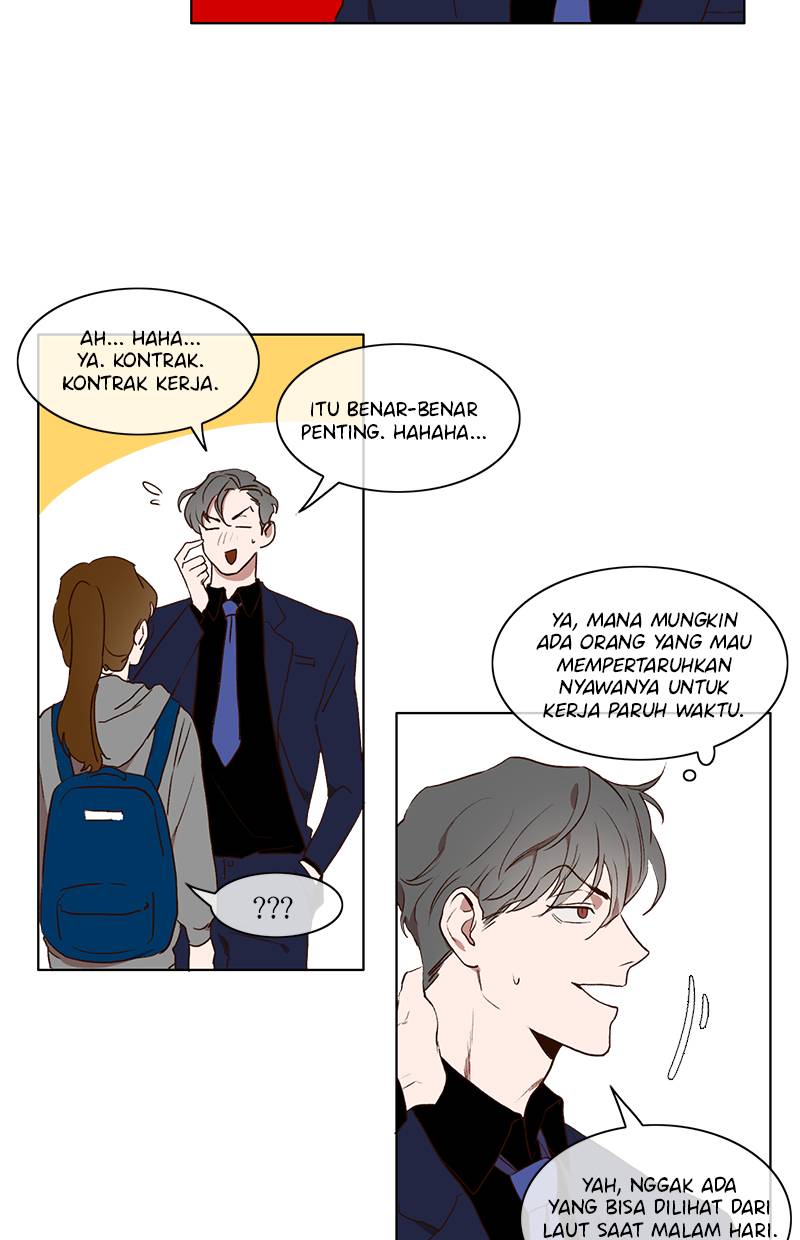 AH... HAHA...
YA. KONTRAK.
KONTRAK KERJA.
ITU BENAR-BENAR
PENTING. HAHAHA...
???
YA, MANA MUNGKIN
ADA ORANG YANG MAU
MEMPERTARUHKAN
NYAWANYA UNTUK
KERJA PARUH WAKTU.
YAH, NGGAK ADA
YANG BISA DILIHAT DARI
LAUT SAAT MALAM HARI.